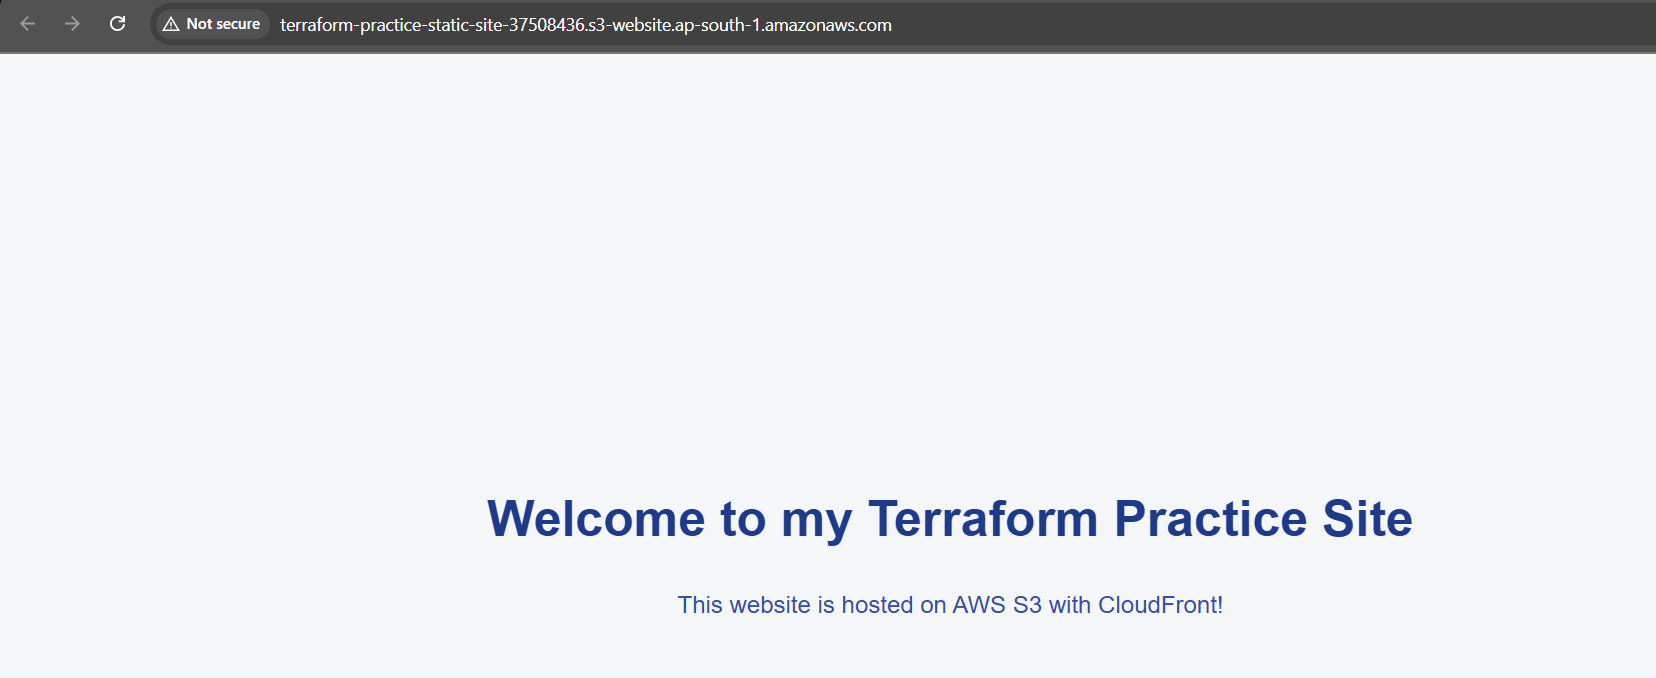 Not secure terraform-practice-static-site-37508436.s3-website.ap-south-1.amazonaws.com
Welcome to my Terraform Practice Site
This website is hosted on AWS S3 with CloudFront!